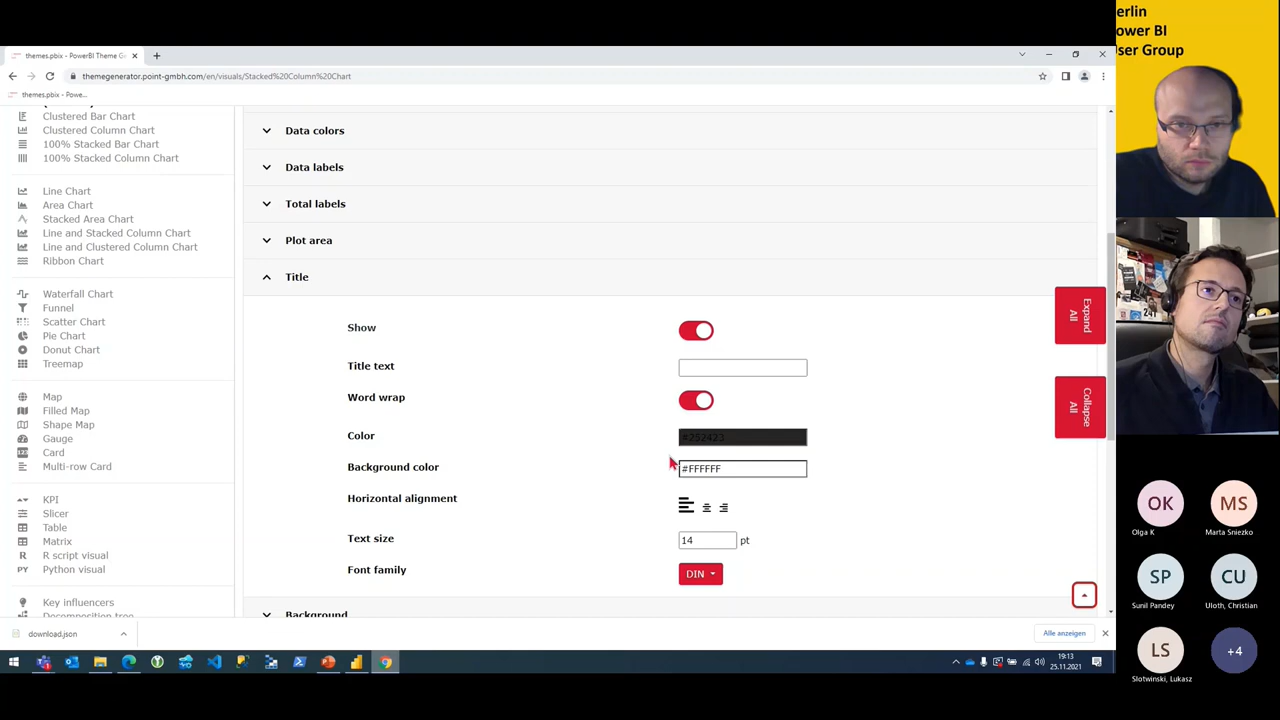 themes.pbix - PowerBI Theme G
themegenerator.point-gmbh.com/en/visuals/Stacked%20Column%20Chart
themes.pbix - Powe...
Clustered Bar Chart
Clustered Column Chart
100% Stacked Bar Chart
100% Stacked Column Chart
Line Chart
Area Chart
Stacked Area Chart
Line and Stacked Column Chart
Line and Clustered Column Chart
Ribbon Chart
Waterfall Chart
Funnel
Scatter Chart
Pie Chart
Donut Chart
Treemap
Map
Filled Map
Shape Map
Gauge
123 Card
Multi-row Card
KPI
Slicer
Table
Matrix
R R script visual
PY Python visual
Key influencers
Decomposition tree
Data colors
Data labels
Total labels
Plot area
Title
Show
Title text
Word wrap
Color
#252423
Background color
#FFFFFF
Horizontal alignment
Text size
14 pt
Font family
DIN
Background
Expand All
Collapse All
download.json
Alle anzeigen
19:13
25.11.2021
erlin
ower BI
ser Group
OK
Olga K
MS
Marta Sniezko
SP
Sunil Pandey
CU
Uloth, Christian
LS
Slotwinski, Lukasz
+4